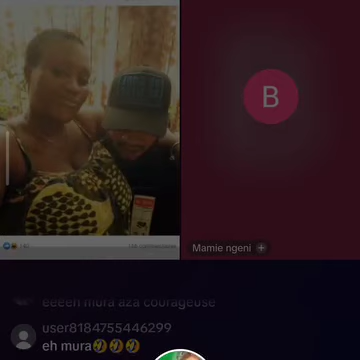 B
Mamie ngeni +
eeeeh mura aza courageuse
user8184755446299
eh mura🤣🤣🤣